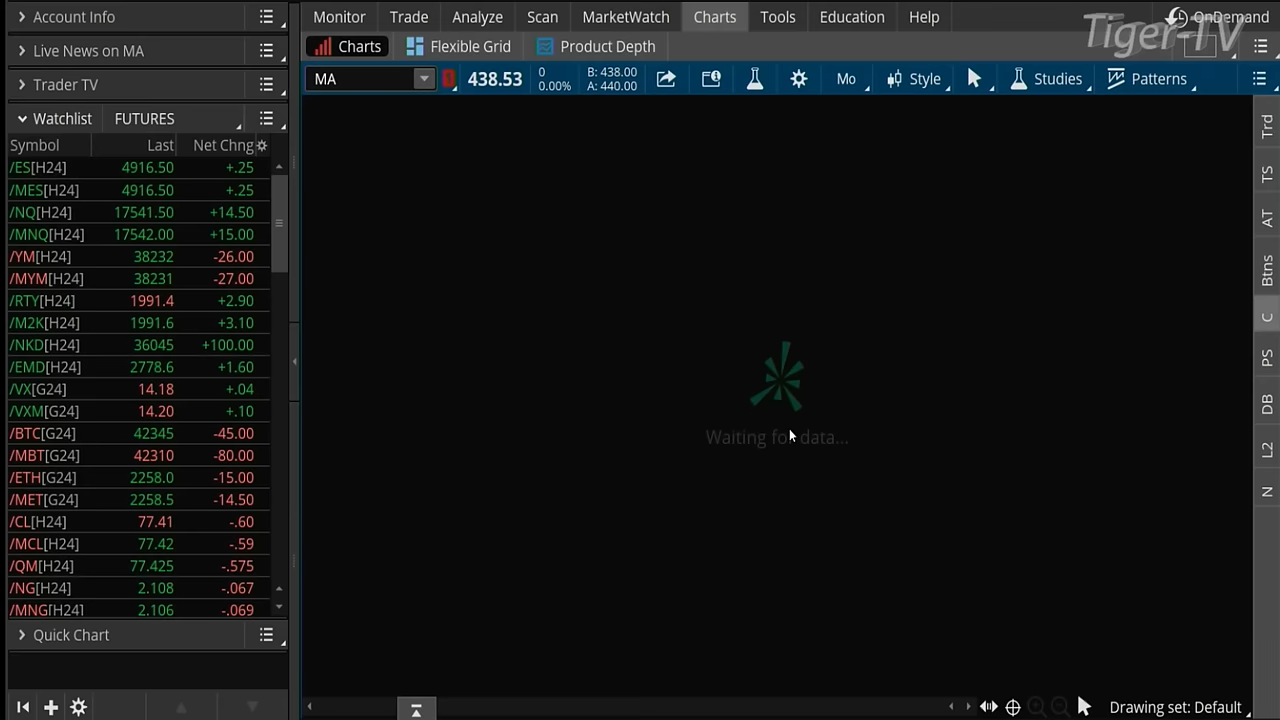 Account Info
Live News on MA
Trader TV
Watchlist FUTURES
Symbol Last Net Chng
/ES[H24] 4916.50 +.25
/MES[H24] 4916.50 +.25
/NQ[H24] 17541.50 +14.50
/MNQ[H24] 17542.00 +15.00
/YM[H24] 38232 -26.00
/MYM[H24] 38231 -27.00
/RTY[H24] 1991.4 +2.90
/M2K[H24] 1991.6 +3.10
/NKD[H24] 36045 +100.00
/EMD[H24] 2778.6 +1.60
/VX[G24] 14.18 +.04
/VXM[G24] 14.20 +.10
/BTC[G24] 42345 -45.00
/MBT[G24] 42310 -80.00
/ETH[G24] 2258.0 -15.00
/MET[G24] 2258.5 -14.50
/CL[H24] 77.41 -.60
/MCL[H24] 77.42 -.59
/QM[H24] 77.425 -.575
/NG[H24] 2.108 -.067
/MNG[H24] 2.106 -.069
Quick Chart
Monitor Trade Analyze Scan MarketWatch Charts Tools Education Help OnDemand
Tiger-TV
Charts Flexible Grid Product Depth
MA 438.53 0 B: 438.00
0.00% A: 440.00
Mo Style Studies Patterns
Waiting for data...
Trd
TS
AT
Btns
C
PS
DB
L2
N
Drawing set: Default